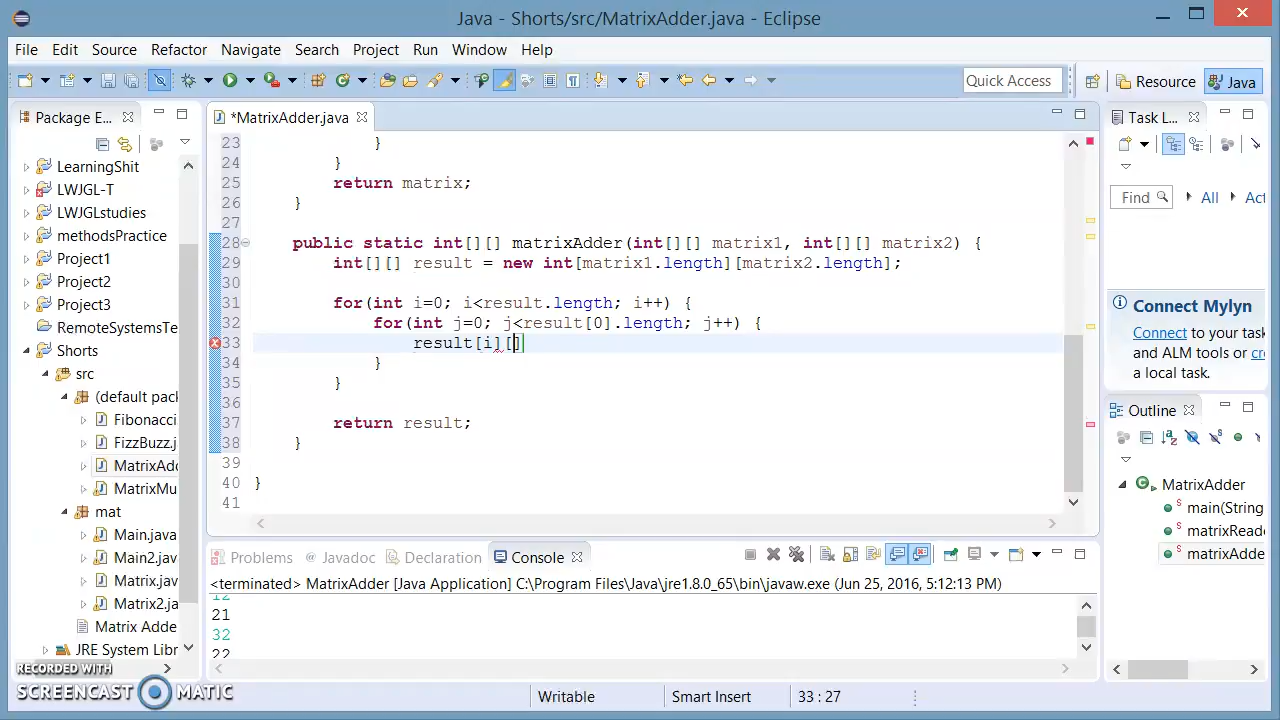 Java - Shorts/src/MatrixAdder.java - Eclipse
File Edit Source Refactor Navigate Search Project Run Window Help
Quick Access
Resource
Java
Package E...
*MatrixAdder.java
Task L...
LearningShit
LWJGL-T
LWJGLstudies
methodsPractice
Project1
Project2
Project3
RemoteSystemsTe
Shorts
src
(default pack
Fibonacci
FizzBuzz.j
MatrixAdd
MatrixMu
mat
Main.java
Main2.jav
Matrix.jav
Matrix2.ja
Matrix Adde
JRE System Libr
23 }
24 }
25 return matrix;
26 }
27
28 public static int[][] matrixAdder(int[][] matrix1, int[][] matrix2) {
29 int[][] result = new int[matrix1.length][matrix2.length];
30
31 for(int i=0; i<result.length; i++) {
32 for(int j=0; j<result[0].length; j++) {
33 result[i][]
34 }
35 }
36
37 return result;
38 }
39
40 }
41
Find
All
Act
Connect Mylyn
Connect to your task
and ALM tools or cr
a local task.
Outline
MatrixAdder
main(String
matrixReade
matrixAdde
Problems
Javadoc
Declaration
Console
<terminated> MatrixAdder [Java Application] C:\Program Files\Java\jre1.8.0_65\bin\javaw.exe (Jun 25, 2016, 5:12:13 PM)
12
21
32
22
RECORDED WITH
SCREENCAST MATIC
Writable
Smart Insert
33 : 27